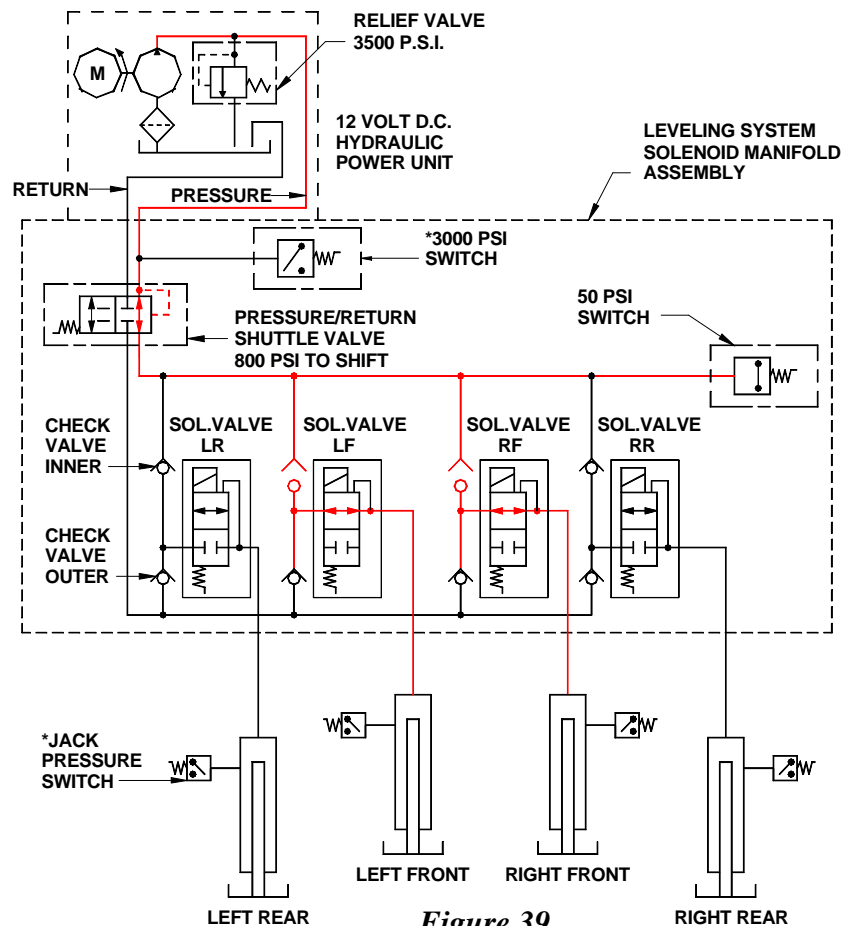 RELIEF VALVE
3500 P.S.I.
M
12 VOLT D.C.
HYDRAULIC
POWER UNIT
LEVELING SYSTEM
SOLENOID MANIFOLD
ASSEMBLY
RETURN
PRESSURE
*3000 PSI
SWITCH
50 PSI
SWITCH
PRESSURE/RETURN
SHUTTLE VALVE
800 PSI TO SHIFT
CHECK
VALVE
INNER
SOL.VALVE
LR
SOL.VALVE
LF
SOL.VALVE
RF
SOL.VALVE
RR
CHECK
VALVE
OUTER
*JACK
PRESSURE
SWITCH
LEFT FRONT
RIGHT FRONT
LEFT REAR
Figure 39
RIGHT REAR